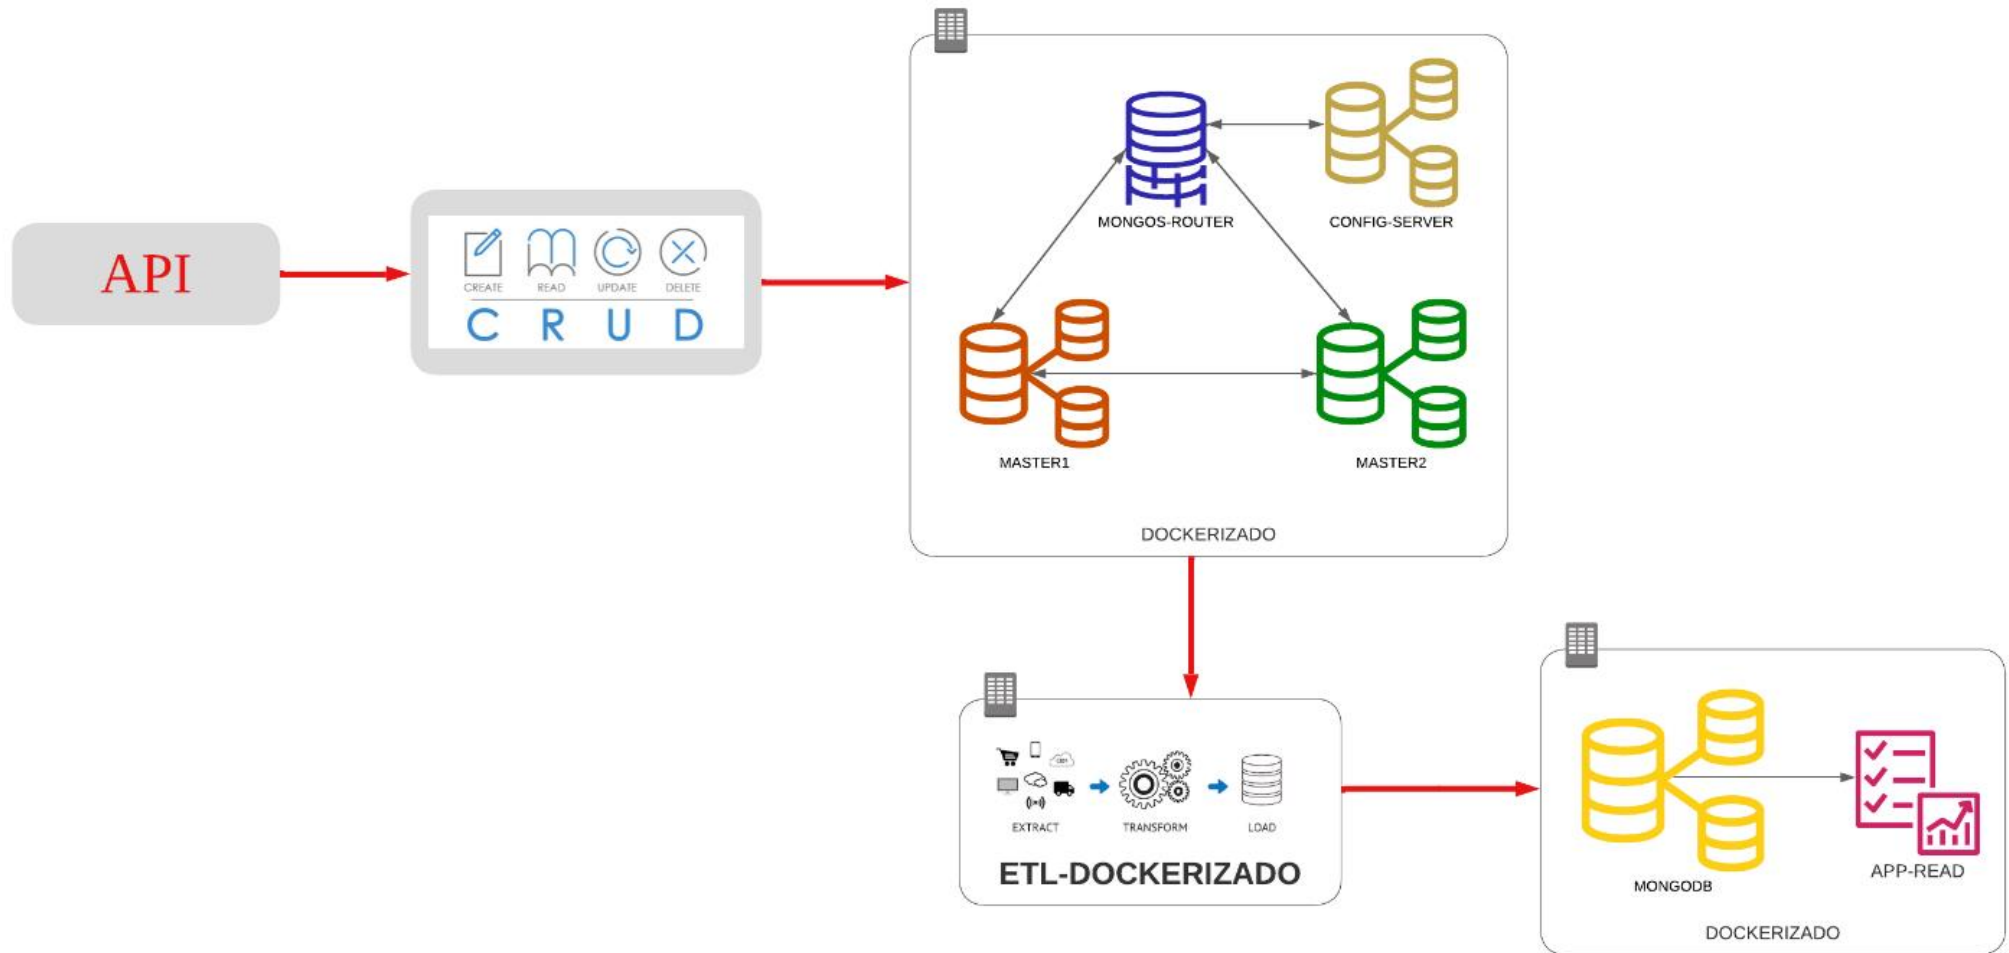 API
CREATE READ UPDATE DELETE
C R U D
MONGOS-ROUTER
CONFIG-SERVER
MASTER1
MASTER2
DOCKERIZADO
EXTRACT
TRANSFORM
LOAD
ETL-DOCKERIZADO
MONGODB
APP-READ
DOCKERIZADO